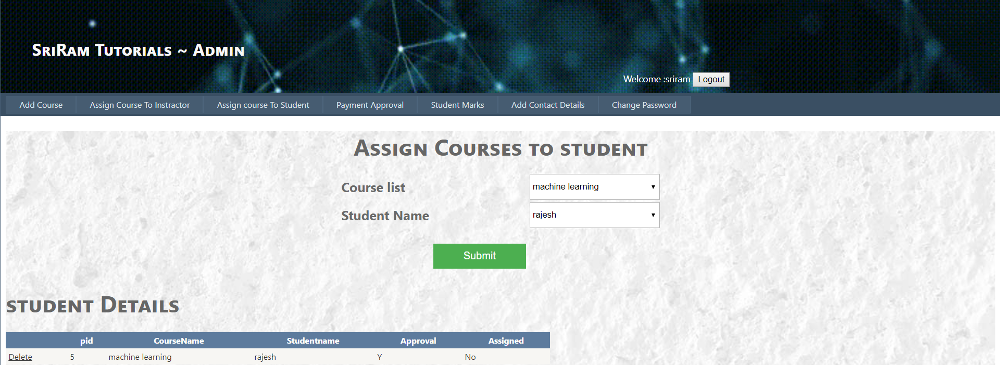 SriRam Tutorials ~ Admin
Welcome :sriram Logout
Add Course Assign Course To Instructor Assign course To Student Payment Approval Student Marks Add Contact Details Change Password
Assign Courses to student
Course list machine learning
Student Name rajesh
Submit
student Details
pid CourseName Studentname Approval Assigned
Delete 5 machine learning rajesh Y No